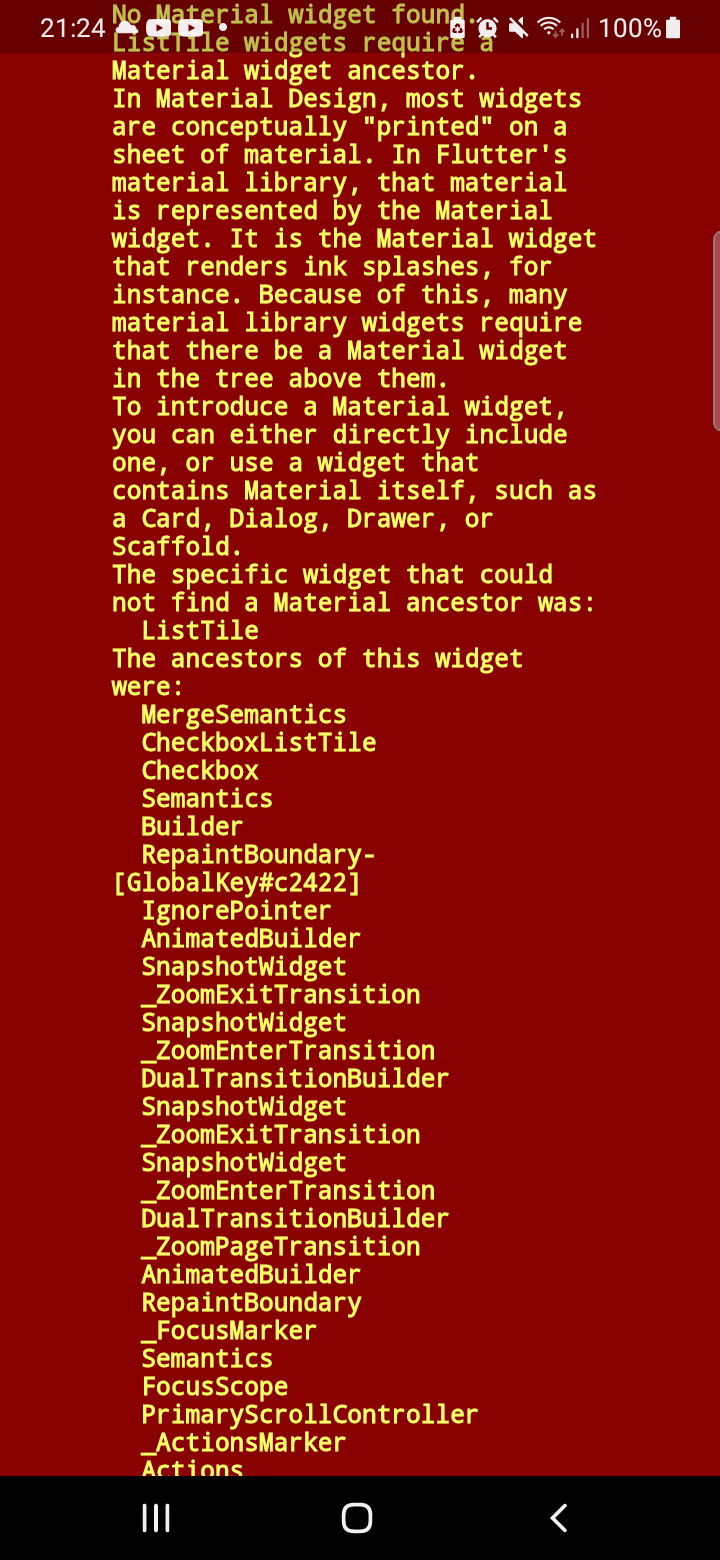 No Material widget found.
21:24
100%
ListTile widgets require a
Material widget ancestor.
In Material Design, most widgets
are conceptually "printed" on a
sheet of material. In Flutter's
material library, that material
is represented by the Material
widget. It is the Material widget
that renders ink splashes, for
instance. Because of this, many
material library widgets require
that there be a Material widget
in the tree above them.
To introduce a Material widget,
you can either directly include
one, or use a widget that
contains Material itself, such as
a Card, Dialog, Drawer, or
Scaffold.
The specific widget that could
not find a Material ancestor was:
ListTile
The ancestors of this widget
were:
MergeSemantics
CheckboxListTile
Checkbox
Semantics
Builder
RepaintBoundary-
[GlobalKey#c2422]
IgnorePointer
AnimatedBuilder
SnapshotWidget
_ZoomExitTransition
SnapshotWidget
_ZoomEnterTransition
DualTransitionBuilder
SnapshotWidget
_ZoomExitTransition
SnapshotWidget
_ZoomEnterTransition
DualTransitionBuilder
_ZoomPageTransition
AnimatedBuilder
RepaintBoundary
_FocusMarker
Semantics
FocusScope
PrimaryScrollController
_ActionsMarker
Actions